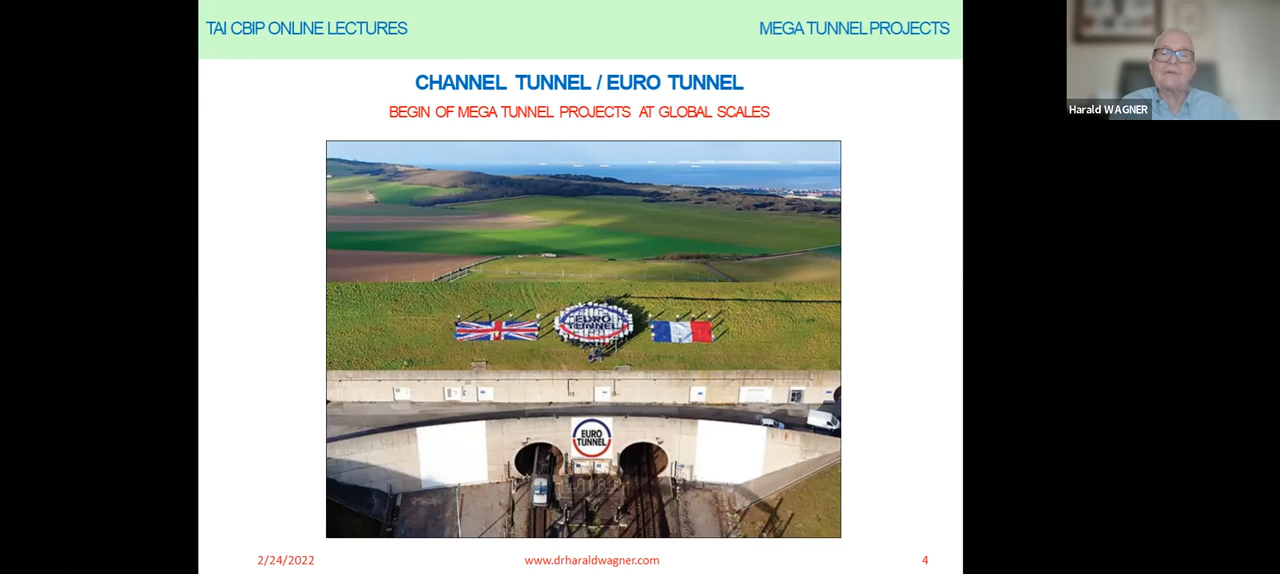 TAI CBIP ONLINE LECTURES
MEGA TUNNEL PROJECTS
Harald WAGNER
CHANNEL TUNNEL / EURO TUNNEL
BEGIN OF MEGA TUNNEL PROJECTS AT GLOBAL SCALES
EURO
TUNNEL
EURO
TUNNEL
2/24/2022
www.drharaldwagner.com
4